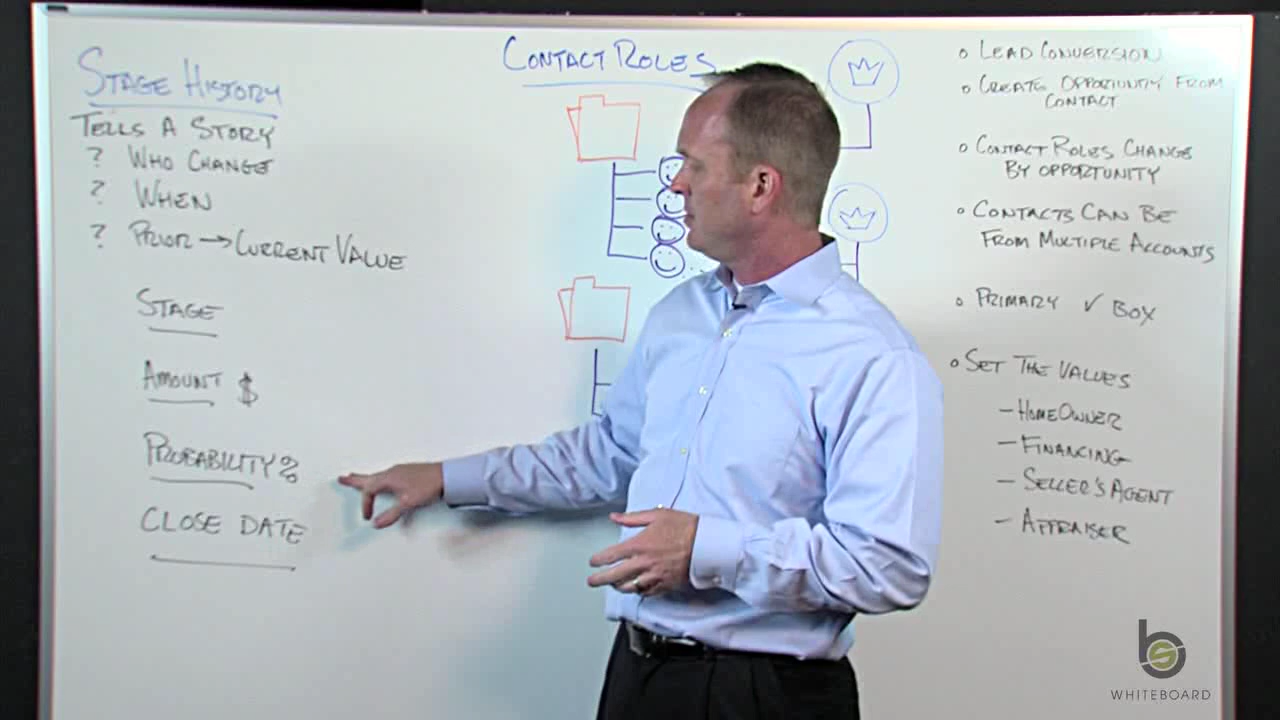 STAGE HISTORY
TELLS A STORY
? WHO CHANGE
? WHEN
? PRIOR → CURRENT VALUE
STAGE
AMOUNT $
PROBABILITY %
CLOSE DATE
CONTACT ROLES
o LEAD CONVERSION
o CREATE OPPORTUNITY FROM
CONTACT
o CONTACT ROLES CHANGE
BY OPPORTUNITY
o CONTACTS CAN BE
FROM MULTIPLE ACCOUNTS
o PRIMARY ✓ BOX
o SET THE VALUES
- HOMEOWNER
- FINANCING
- SELLER'S AGENT
- APPRAISER
bs
WHITEBOARD